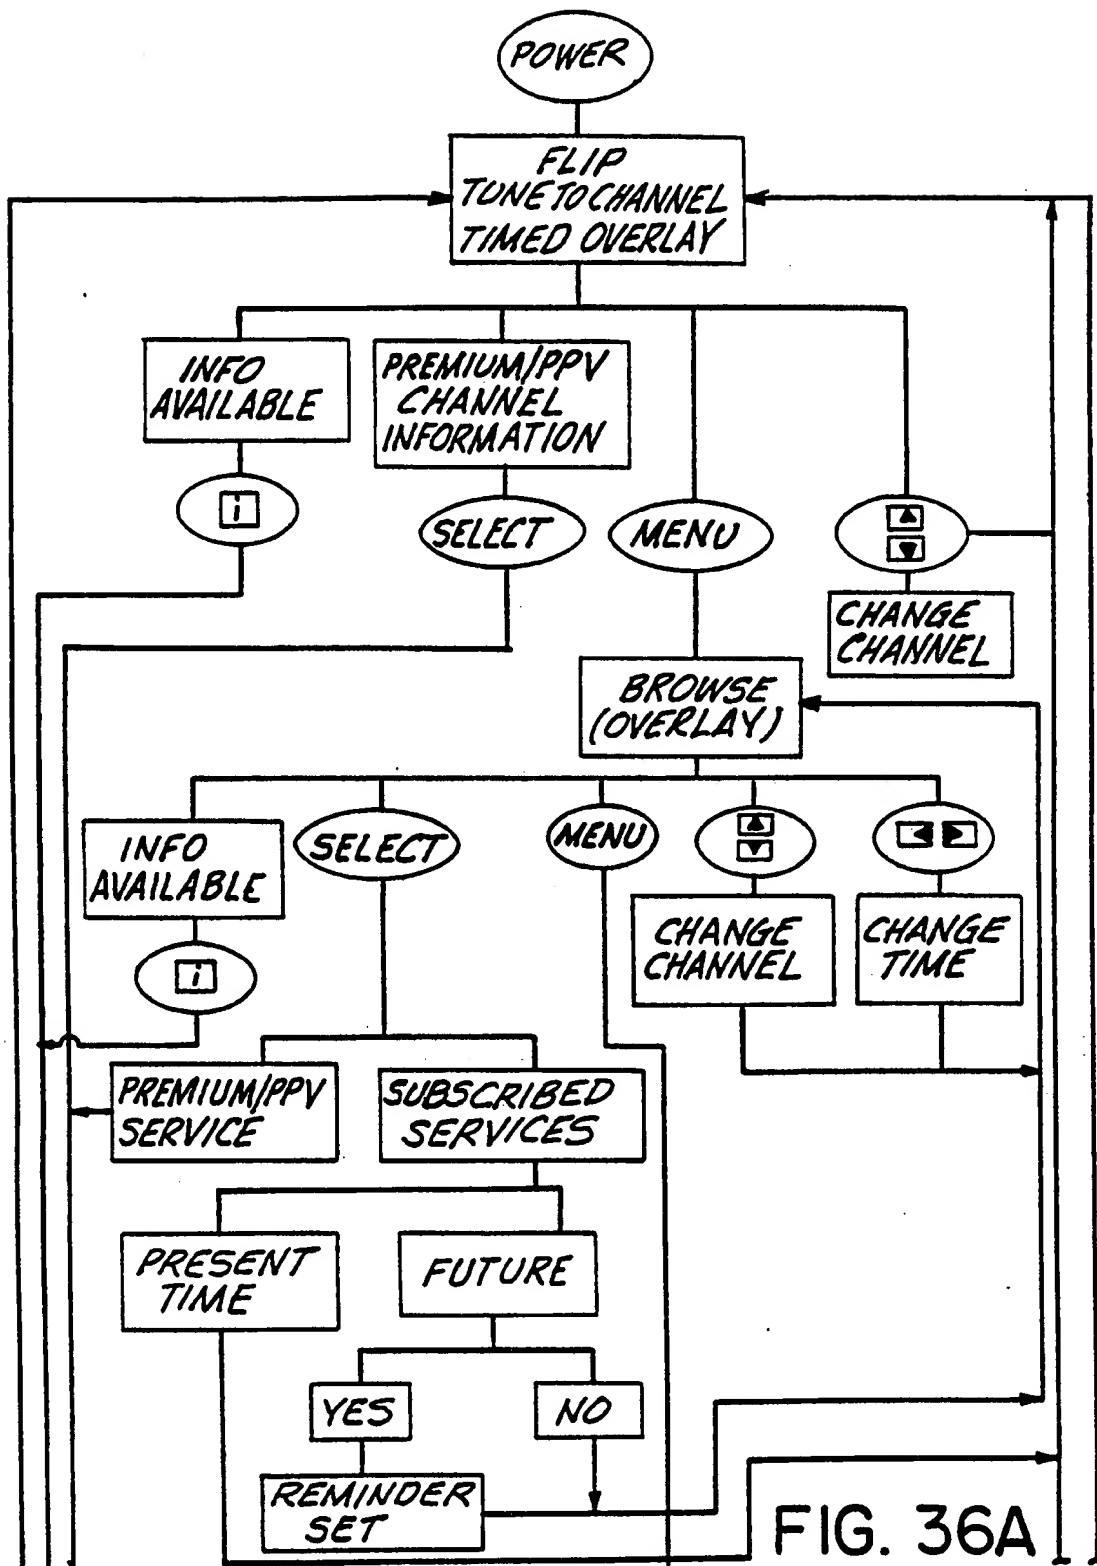 POWER
FLIP
TUNE TO CHANNEL
TIMED OVERLAY
INFO
AVAILABLE
PREMIUM/PPV
CHANNEL
INFORMATION
i
SELECT
MENU
CHANGE
CHANNEL
BROWSE
(OVERLAY)
INFO
AVAILABLE
SELECT
MENU
CHANGE
CHANNEL
CHANGE
TIME
i
PREMIUM/PPV
SERVICE
SUBSCRIBED
SERVICES
PRESENT
TIME
FUTURE
YES
NO
REMINDER
SET
FIG. 36A